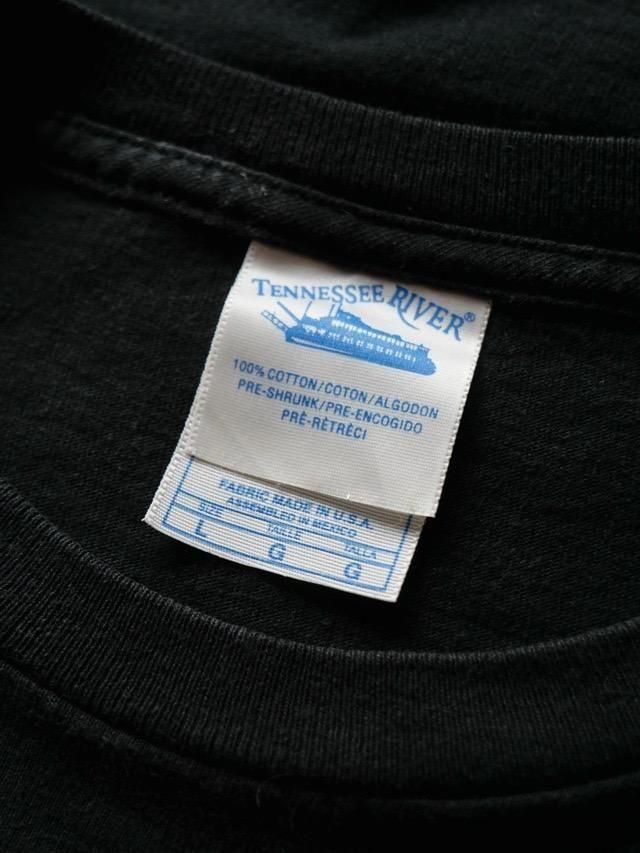 TENNESSEE RIVER®
100% COTTON/COTON/ALGODON
PRE-SHRUNK/PRE-ENCOGIDO
PRÉ-RÈTRÈCI
FABRIC MADE IN U.S.A.
ASSEMBLED IN MEXICO
SIZE TAILLE TALLA
L G G